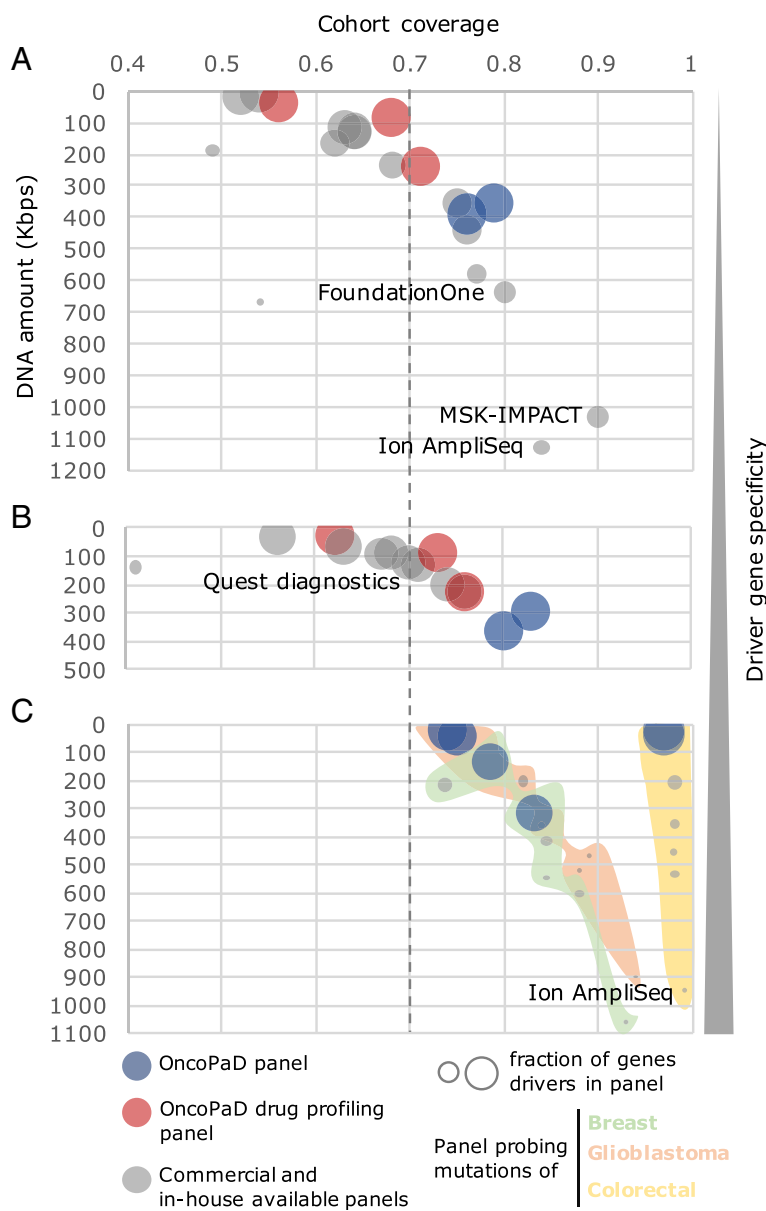 Cohort coverage
A
0.4 0.5 0.6 0.7 0.8 0.9 1
0
100
200
300
400
500
600
700
800
900
1000
1100
1200
DNA amount (Kbps)
FoundationOne
MSK-IMPACT
Ion AmpliSeq
B
0
100
200
300
400
500
Quest diagnostics
Driver gene specificity
C
0
100
200
300
400
500
600
700
800
900
1000
1100
Ion AmpliSeq
OncoPaD panel
OncoPaD drug profiling
panel
Commercial and
in-house available panels
fraction of genes
drivers in panel
Panel probing
mutations of
Breast
Glioblastoma
Colorectal